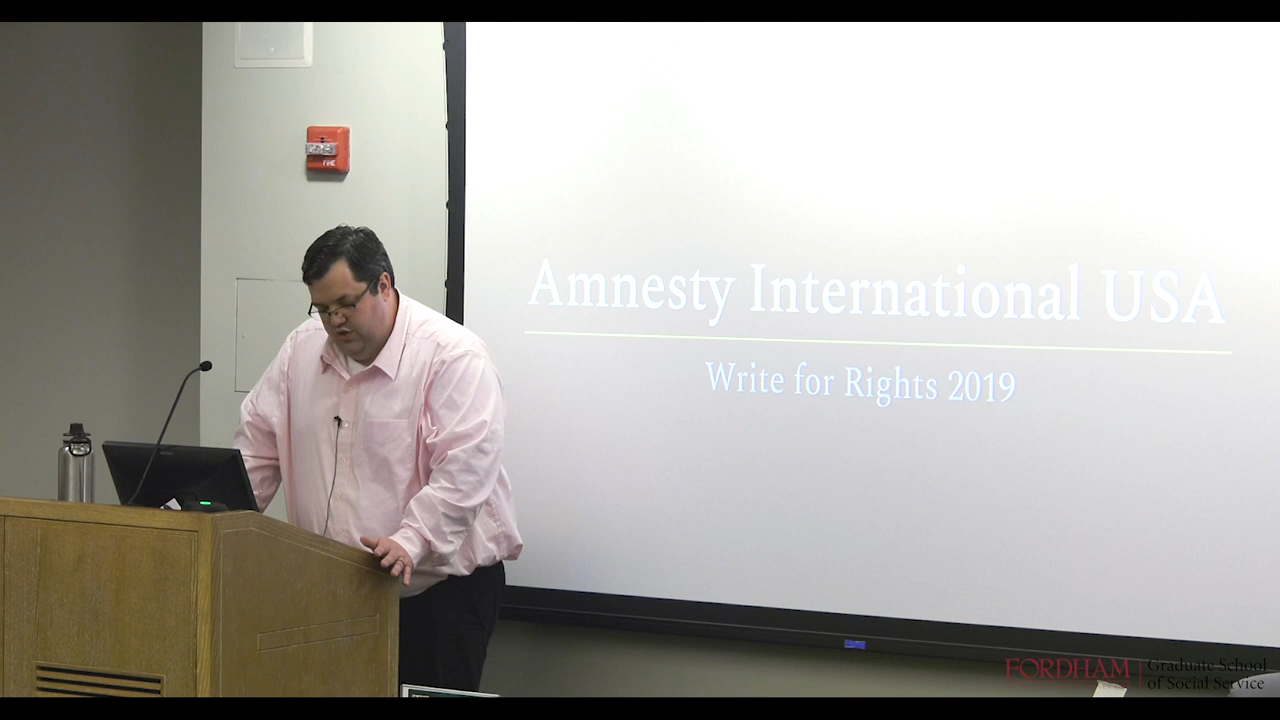 FIRE
Amnesty International USA
Write for Rights 2019
FORDHAM
Graduate School
of Social Service